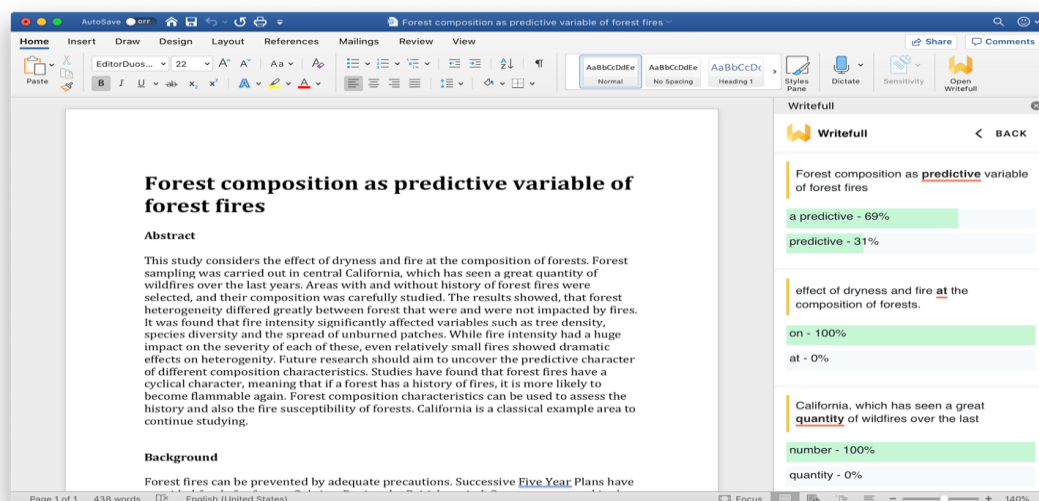 AutoSave OFF
Forest composition as predictive variable of forest fires
Home Insert Draw Design Layout References Mailings Review View
Share Comments
Paste
EditorDuos... 22
AaBbCcDdEe
Normal
AaBbCcDdEe
No Spacing
AaBbCcDc
Heading 1
Styles
Pane
Dictate
Sensitivity
Open
Writefull
Forest composition as predictive variable of
forest fires
Abstract
This study considers the effect of dryness and fire at the composition of forests. Forest
sampling was carried out in central California, which has seen a great quantity of
wildfires over the last years. Areas with and without history of forest fires were
selected, and their composition was carefully studied. The results showed, that forest
heterogeneity differed greatly between forest that were and were not impacted by fires.
It was found that fire intensity significantly affected variables such as tree density,
species diversity and the spread of unburned patches. While fire intensity had a huge
impact on the severity of each of these, even relatively small fires showed dramatic
effects on heterogenity. Future research should aim to uncover the predictive character
of different composition characteristics. Studies have found that forest fires have a
cyclical character, meaning that if a forest has a history of fires, it is more likely to
become flammable again. Forest composition characteristics can be used to assess the
history and also the fire susceptibility of forests. California is a classical example area to
continue studying.
Background
Forest fires can be prevented by adequate precautions. Successive Five Year Plans have
Writefull
Writefull
BACK
Forest composition as predictive variable
of forest fires
a predictive - 69%
predictive - 31%
effect of dryness and fire at the
composition of forests.
on - 100%
at - 0%
California, which has seen a great
quantity of wildfires over the last
number - 100%
quantity - 0%
Page 1 of 1 438 words English (United States) Focus 140%